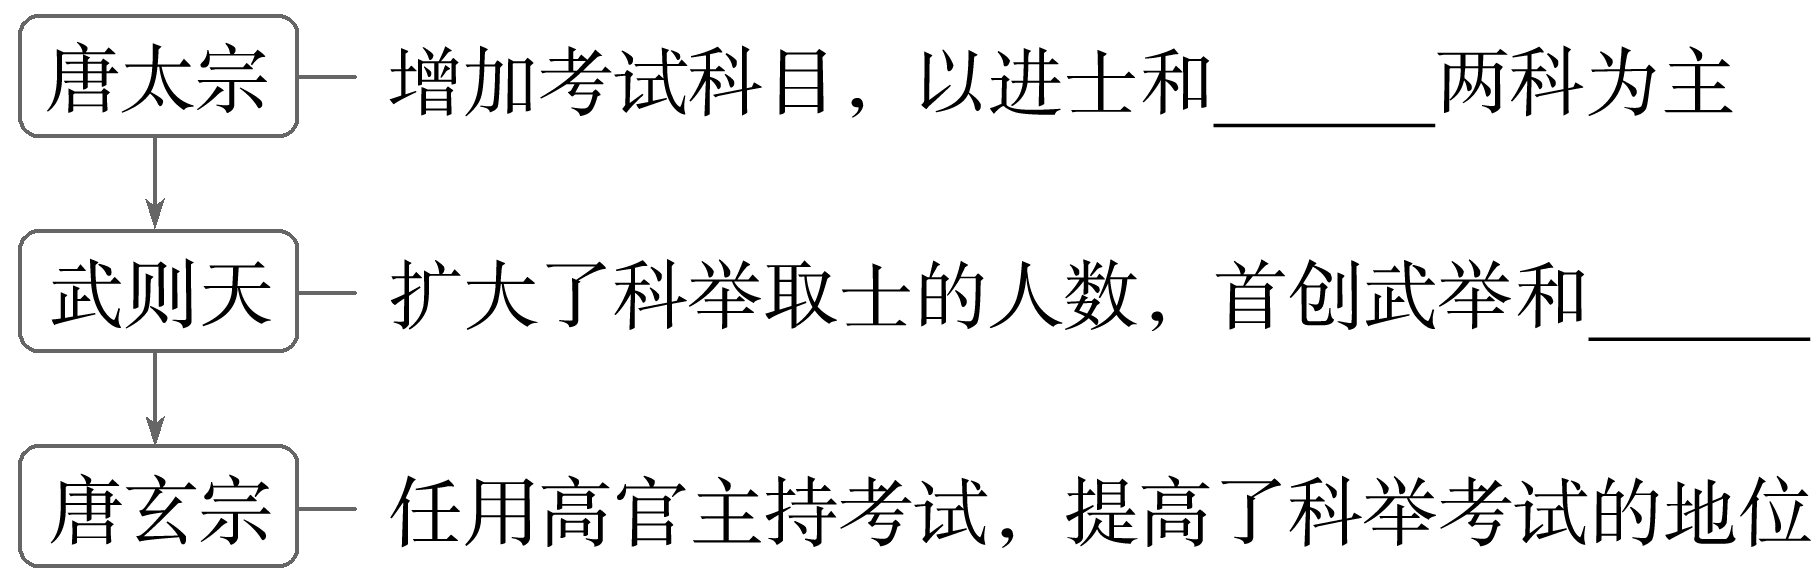 唐太宗 增加考试科目，以进士和______两科为主
武则天 扩大了科举取士的人数，首创武举和______
唐玄宗 任用高官主持考试，提高了科举考试的地位